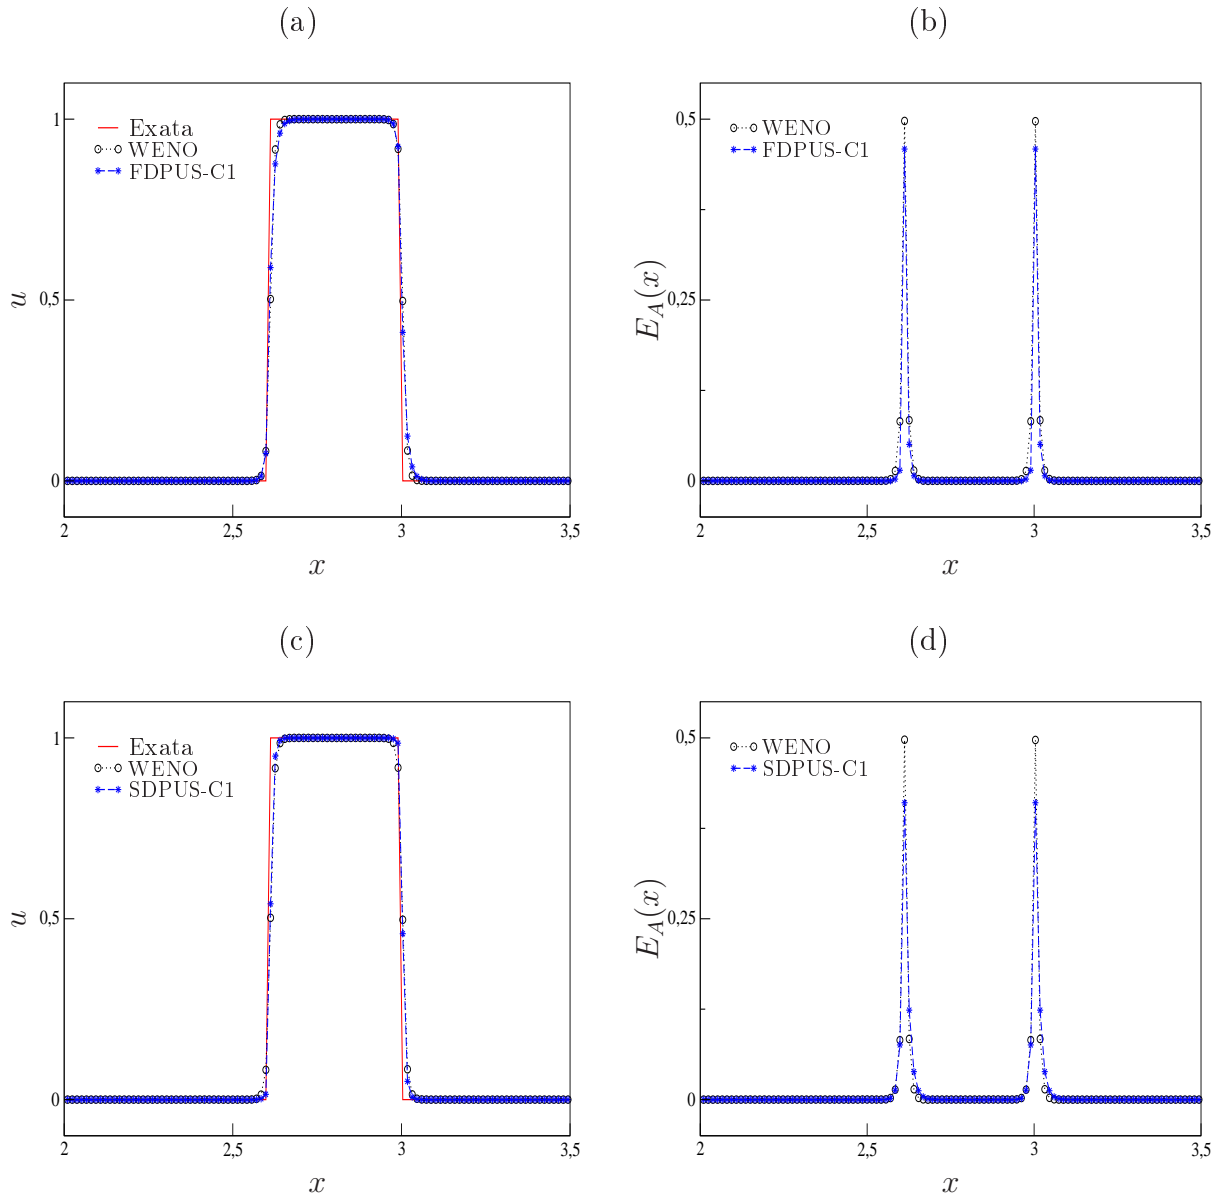 (a)
(b)
Exata
WENO
FDPUS-C1
1
0,5
0
u
2
2,5
3
3,5
x
WENO
FDPUS-C1
0,5
0,25
0
E_A(x)
2
2,5
3
3,5
x
(c)
(d)
Exata
WENO
SDPUS-C1
1
0,5
0
u
2
2,5
3
3,5
x
WENO
SDPUS-C1
0,5
0,25
0
E_A(x)
2
2,5
3
3,5
x